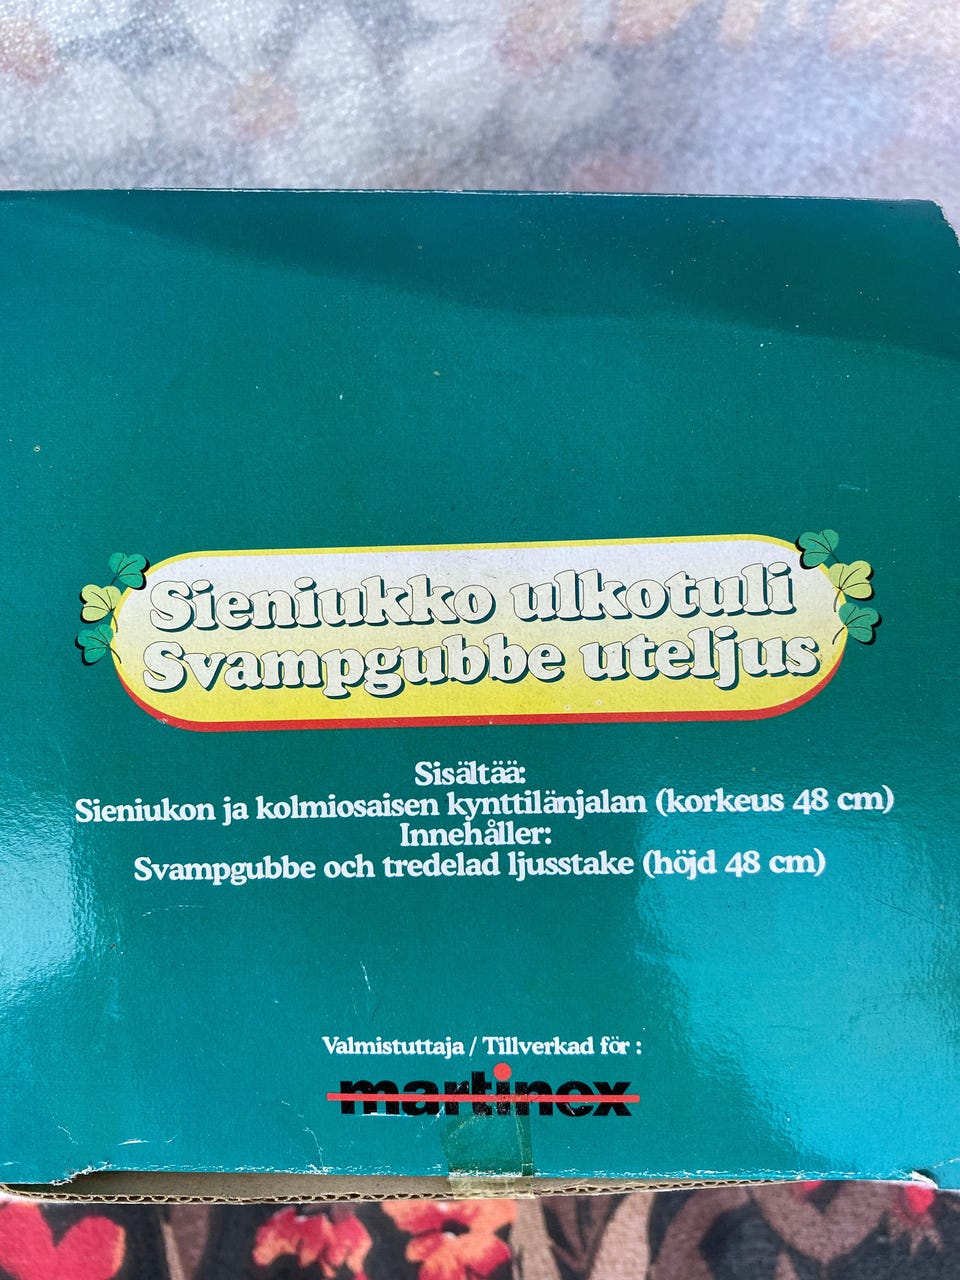 Sieniukko ulkotuli
Svampgubbe uteljus
Sisältää:
Sieniukon ja kolmiosaisen kynttilänjalan (korkeus 48 cm)
Innehåller:
Svampgubbe och tredelad ljusstake (höjd 48 cm)
Valmistuttaja / Tillverkad för :
martinex